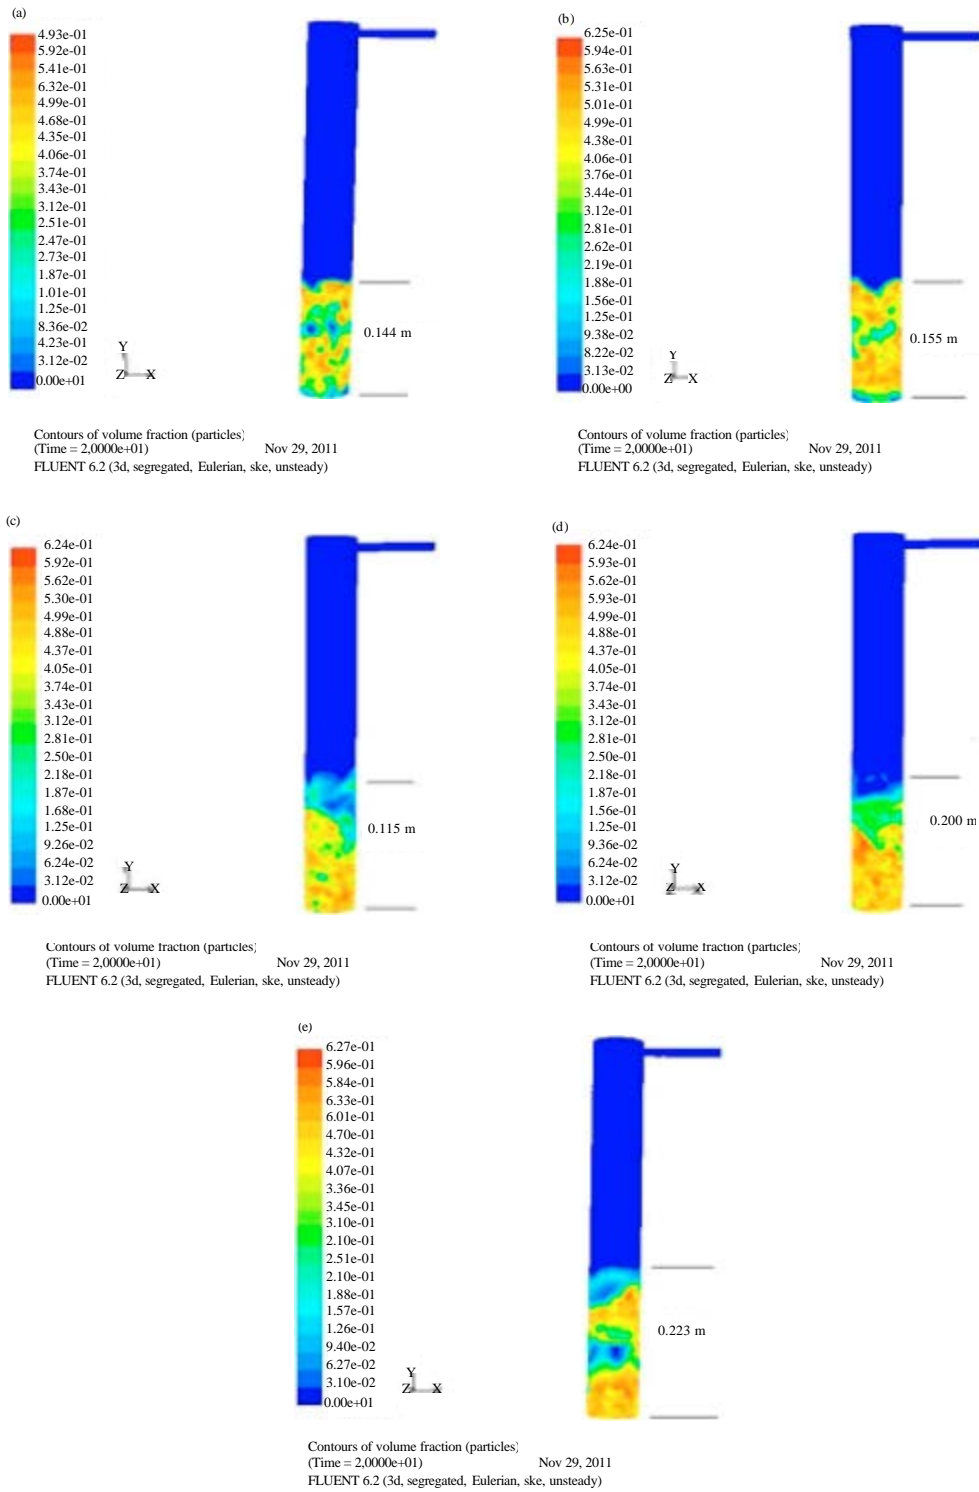 (a)
4.93e-01
5.92e-01
5.41e-01
6.32e-01
4.99e-01
4.68e-01
4.35e-01
4.06e-01
3.74e-01
3.43e-01
3.12e-01
2.51e-01
2.47e-01
2.73e-01
1.87e-01
1.01e-01
1.25e-01
8.36e-02
4.23e-01
3.12e-02
0.00e+01
Y
Z X
0.144 m
Contours of volume fraction (particles)
(Time = 2,0000e+01) Nov 29, 2011
FLUENT 6.2 (3d, segregated, Eulerian, ske, unsteady)
(b)
6.25e-01
5.94e-01
5.63e-01
5.31e-01
5.01e-01
4.99e-01
4.38e-01
4.06e-01
3.76e-01
3.44e-01
3.12e-01
2.81e-01
2.62e-01
2.19e-01
1.88e-01
1.56e-01
1.25e-01
9.38e-02
8.22e-02
3.13e-02
0.00e+00
Y
Z X
0.155 m
Contours of volume fraction (particles)
(Time = 2,0000e+01) Nov 29, 2011
FLUENT 6.2 (3d, segregated, Eulerian, ske, unsteady)
(c)
6.24e-01
5.92e-01
5.62e-01
5.30e-01
4.99e-01
4.88e-01
4.37e-01
4.05e-01
3.74e-01
3.43e-01
3.12e-01
2.81e-01
2.50e-01
2.18e-01
1.87e-01
1.68e-01
1.25e-01
9.26e-02
6.24e-02
3.12e-02
0.00e+01
Y
Z X
0.115 m
Contours of volume fraction (particles)
(Time = 2,0000e+01) Nov 29, 2011
FLUENT 6.2 (3d, segregated, Eulerian, ske, unsteady)
(d)
6.24e-01
5.93e-01
5.62e-01
5.93e-01
4.99e-01
4.88e-01
4.37e-01
4.05e-01
3.74e-01
3.43e-01
3.12e-01
2.81e-01
2.50e-01
2.18e-01
1.87e-01
1.56e-01
1.25e-01
9.36e-02
6.24e-02
3.12e-02
0.00e+01
Y
Z X
0.200 m
Contours of volume fraction (particles)
(Time = 2,0000e+01) Nov 29, 2011
FLUENT 6.2 (3d, segregated, Eulerian, ske, unsteady)
(e)
6.27e-01
5.96e-01
5.84e-01
6.33e-01
6.01e-01
4.70e-01
4.32e-01
4.07e-01
3.36e-01
3.45e-01
3.10e-01
2.10e-01
2.51e-01
2.10e-01
1.88e-01
1.57e-01
1.26e-01
9.40e-02
6.27e-02
3.10e-02
0.00e+01
Y
Z X
0.223 m
Contours of volume fraction (particles)
(Time = 2,0000e+01) Nov 29, 2011
FLUENT 6.2 (3d, segregated, Eulerian, ske, unsteady)